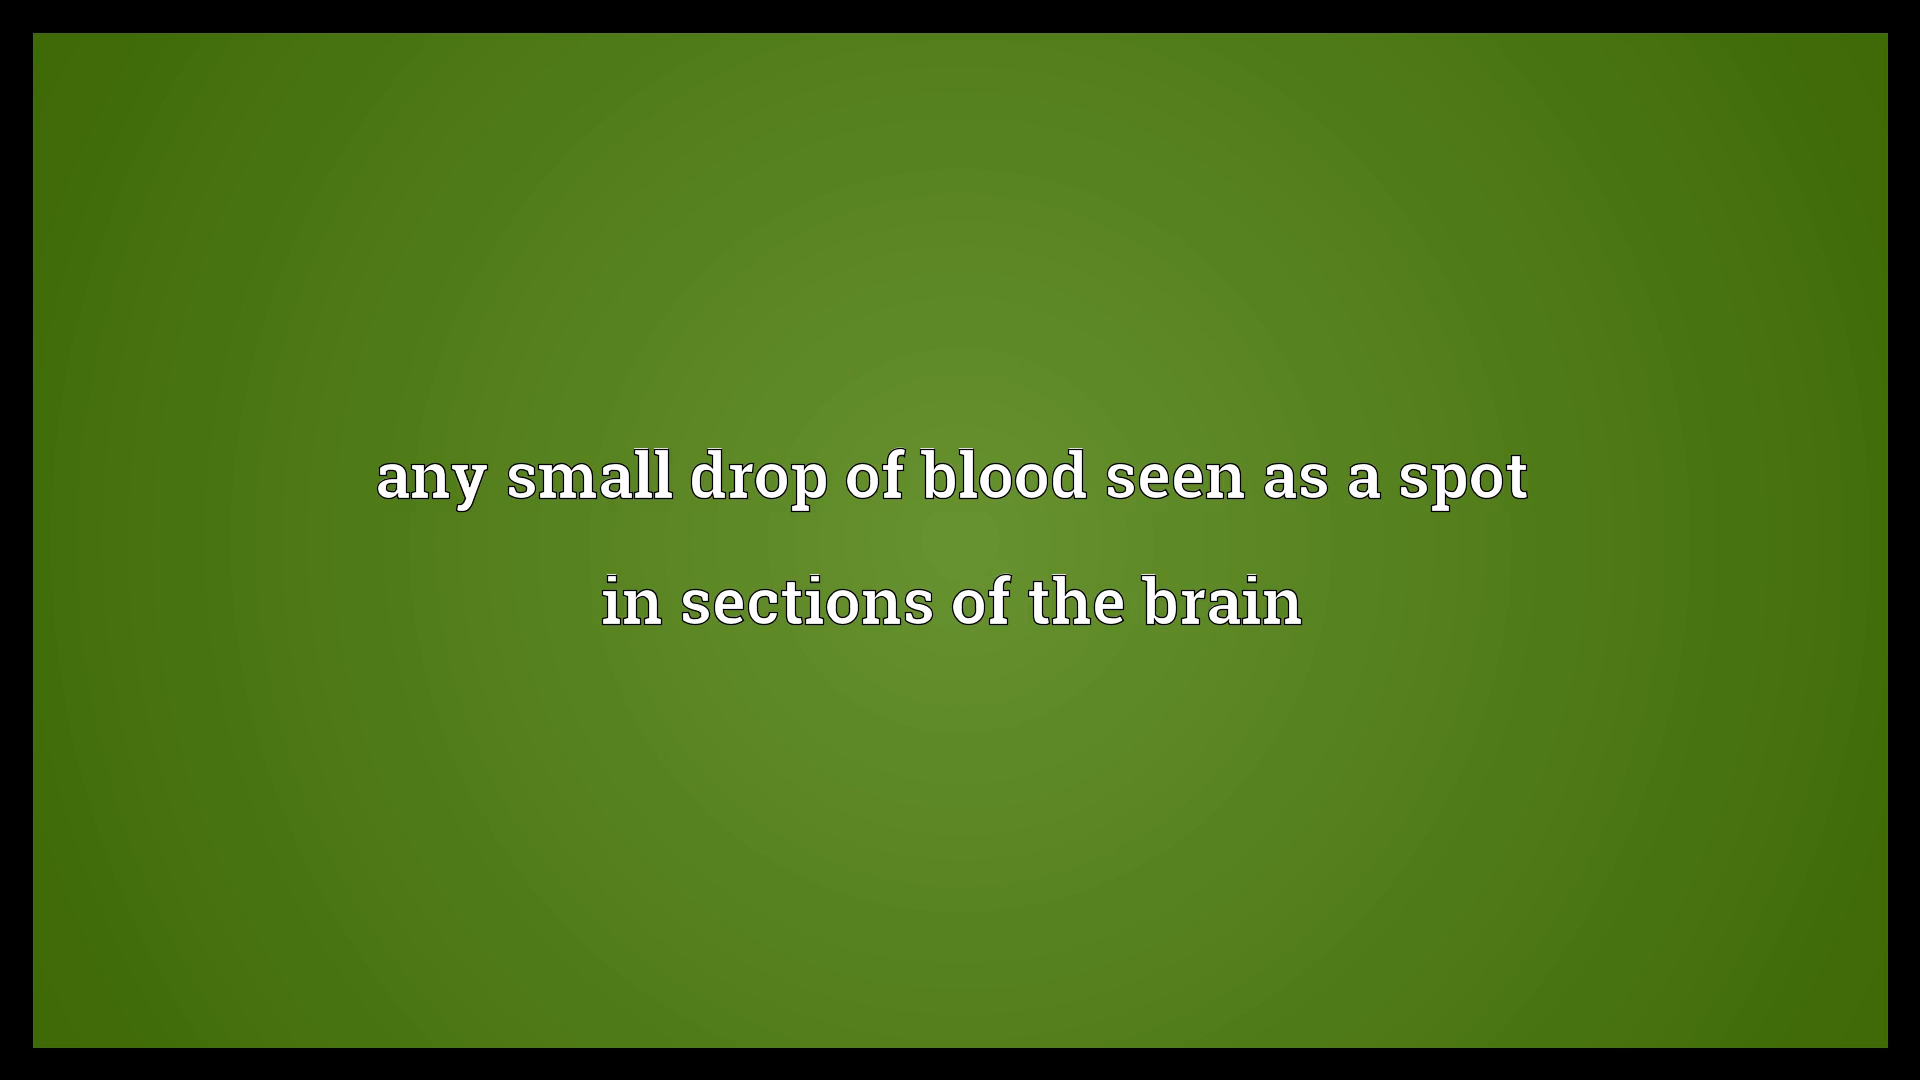 any small drop of blood seen as a spot
in sections of the brain